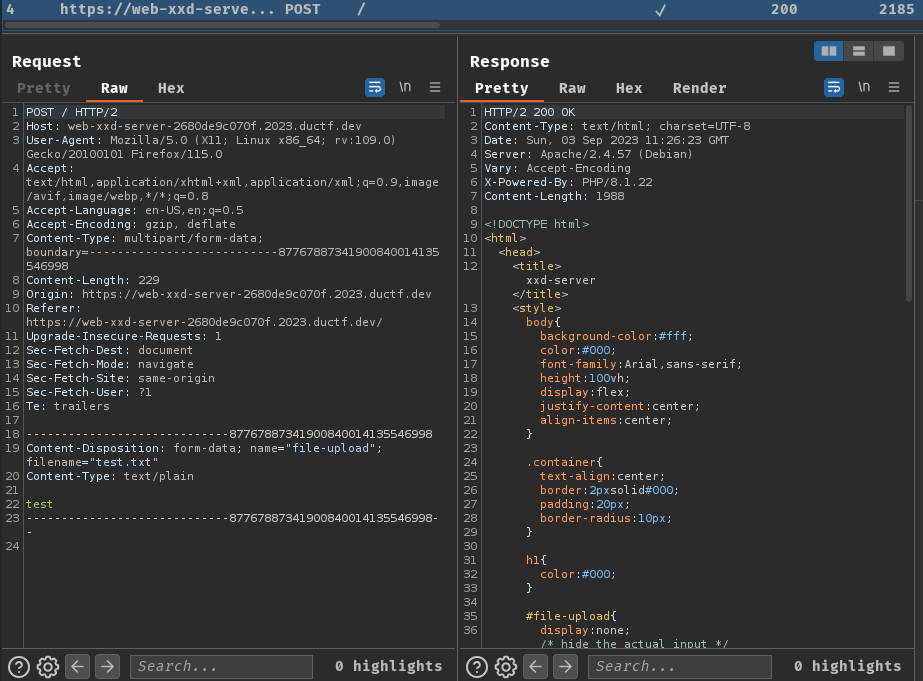 4 https://web-xxd-serve... POST / ✓ 200 2185
Request
Pretty Raw Hex
\n
1 POST / HTTP/2
2 Host: web-xxd-server-2680de9c070f.2023.ductf.dev
3 User-Agent: Mozilla/5.0 (X11; Linux x86_64; rv:109.0)
Gecko/20100101 Firefox/115.0
4 Accept:
text/html,application/xhtml+xml,application/xml;q=0.9,image
/avif,image/webp,*/*;q=0.8
5 Accept-Language: en-US,en;q=0.5
6 Accept-Encoding: gzip, deflate
7 Content-Type: multipart/form-data;
boundary=---------------------------87767887341900840014135
546998
8 Content-Length: 229
9 Origin: https://web-xxd-server-2680de9c070f.2023.ductf.dev
10 Referer:
https://web-xxd-server-2680de9c070f.2023.ductf.dev/
11 Upgrade-Insecure-Requests: 1
12 Sec-Fetch-Dest: document
13 Sec-Fetch-Mode: navigate
14 Sec-Fetch-Site: same-origin
15 Sec-Fetch-User: ?1
16 Te: trailers
17
18 -----------------------------87767887341900840014135546998
19 Content-Disposition: form-data; name="file-upload";
filename="test.txt"
20 Content-Type: text/plain
21
22 test
23 -----------------------------87767887341900840014135546998-
-
24
Search...
0 highlights
Response
Pretty Raw Hex Render
\n
1 HTTP/2 200 OK
2 Content-Type: text/html; charset=UTF-8
3 Date: Sun, 03 Sep 2023 11:26:23 GMT
4 Server: Apache/2.4.57 (Debian)
5 Vary: Accept-Encoding
6 X-Powered-By: PHP/8.1.22
7 Content-Length: 1988
8
9 <!DOCTYPE html>
10 <html>
11 <head>
12 <title>
xxd-server
</title>
13 <style>
14 body{
15 background-color:#fff;
16 color:#000;
17 font-family:Arial,sans-serif;
18 height:100vh;
19 display:flex;
20 justify-content:center;
21 align-items:center;
22 }
23
24 .container{
25 text-align:center;
26 border:2pxsolid#000;
27 padding:20px;
28 border-radius:10px;
29 }
30
31 h1{
32 color:#000;
33 }
34
35 #file-upload{
36 display:none;
/* hide the actual input */
Search...
0 highlights